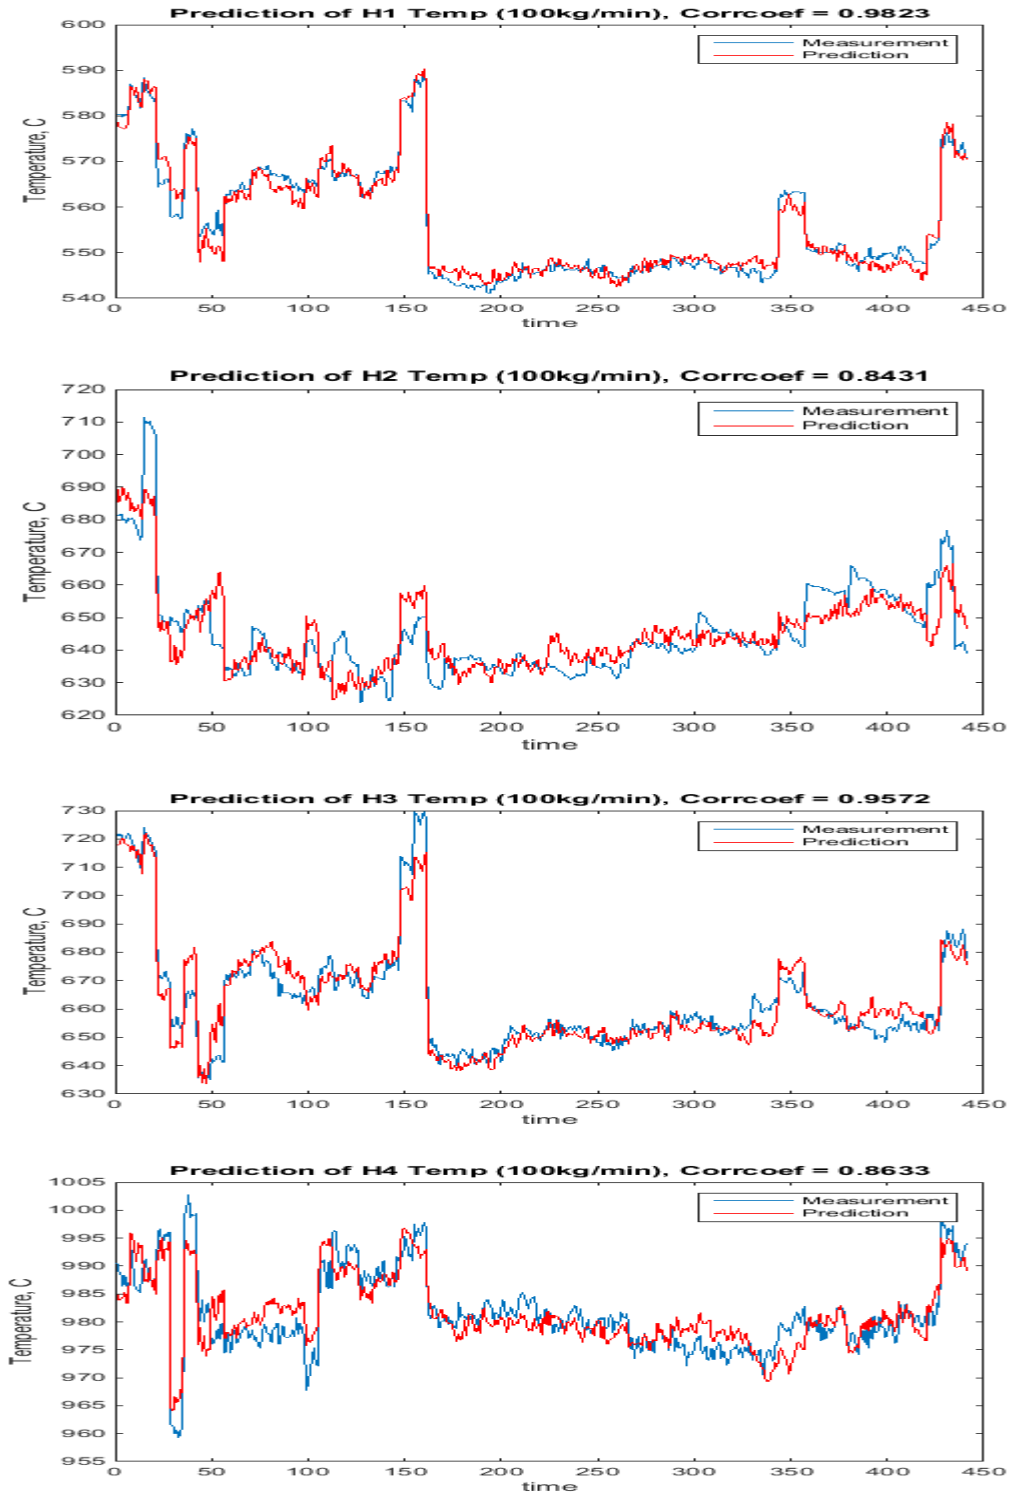 Prediction of H1 Temp (100kg/min), Corrcoef = 0.9823
600
590
580
570
560
550
540
Temperature, C
Measurement
Prediction
0 50 100 150 200 250 300 350 400 450
time
Prediction of H2 Temp (100kg/min), Corrcoef = 0.8431
720
710
700
690
680
670
660
650
640
630
620
Temperature, C
Measurement
Prediction
0 50 100 150 200 250 300 350 400 450
time
Prediction of H3 Temp (100kg/min), Corrcoef = 0.9572
730
720
710
700
690
680
670
660
650
640
630
Temperature, C
Measurement
Prediction
0 50 100 150 200 250 300 350 400 450
time
Prediction of H4 Temp (100kg/min), Corrcoef = 0.8633
1005
1000
995
990
985
980
975
970
965
960
955
Temperature, C
Measurement
Prediction
0 50 100 150 200 250 300 350 400 450
time